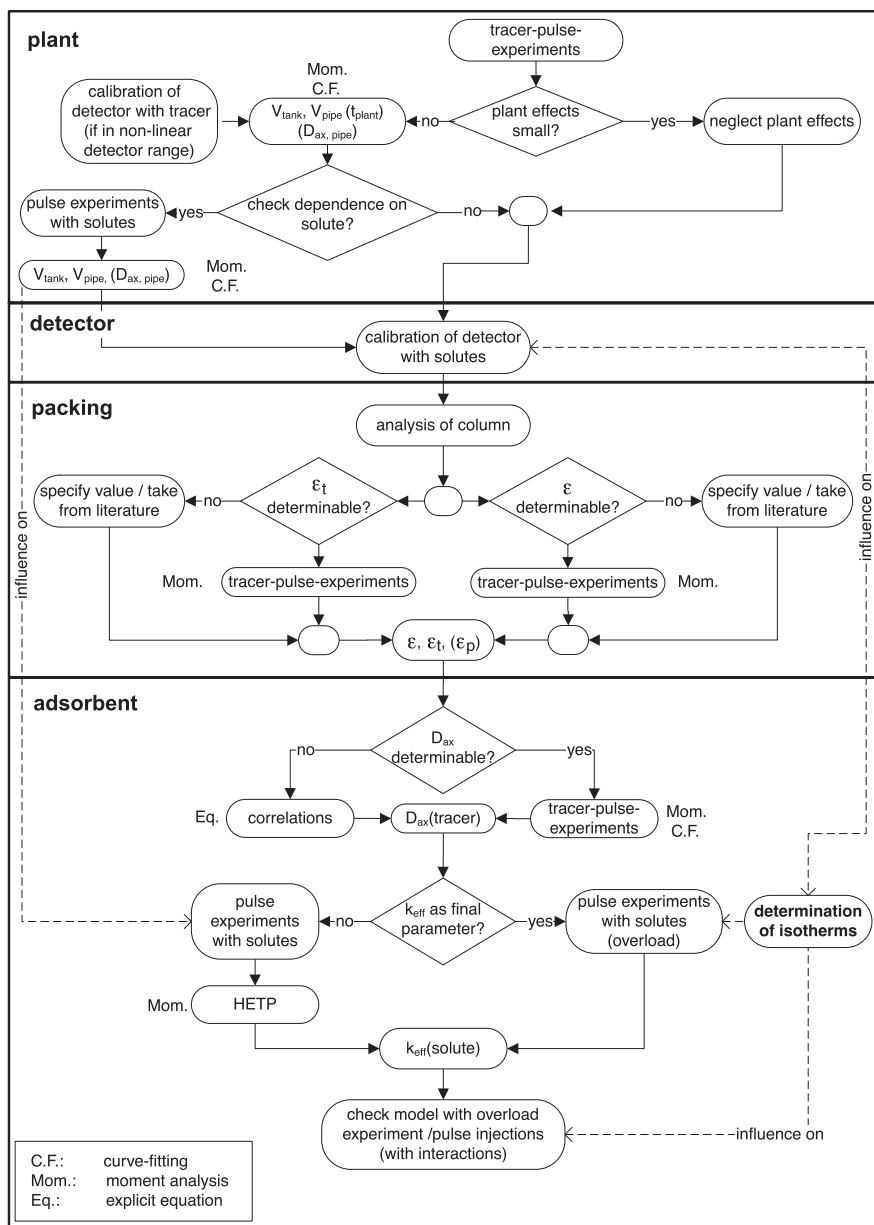 plant
tracer-pulse-
experiments
Mom.
C.F.
calibration of
detector with tracer
(if in non-linear
detector range)
V_tank, V_pipe (t_plant)
(D_ax, pipe)
no
plant effects
small?
yes
neglect plant effects
pulse experiments
with solutes
yes
check dependence on
solute?
no
V_tank, V_pipe, (D_ax, pipe)
Mom.
C.F.
detector
calibration of detector
with solutes
packing
analysis of column
specify value / take
from literature
no
ε_t
determinable?
ε
determinable?
no
specify value / take
from literature
influence on
influence on
Mom.
tracer-pulse-experiments
tracer-pulse-experiments
Mom.
ε, ε_t, (ε_p)
adsorbent
D_ax
determinable?
no
yes
Eq.
correlations
D_ax(tracer)
tracer-pulse-
experiments
Mom.
C.F.
pulse
experiments
with solutes
no
k_eff as final
parameter?
yes
pulse experiments
with solutes
(overload)
determination
of isotherms
Mom.
HETP
k_eff(solute)
check model with overload
experiment /pulse injections
(with interactions)
influence on
C.F.: curve-fitting
Mom.: moment analysis
Eq.: explicit equation